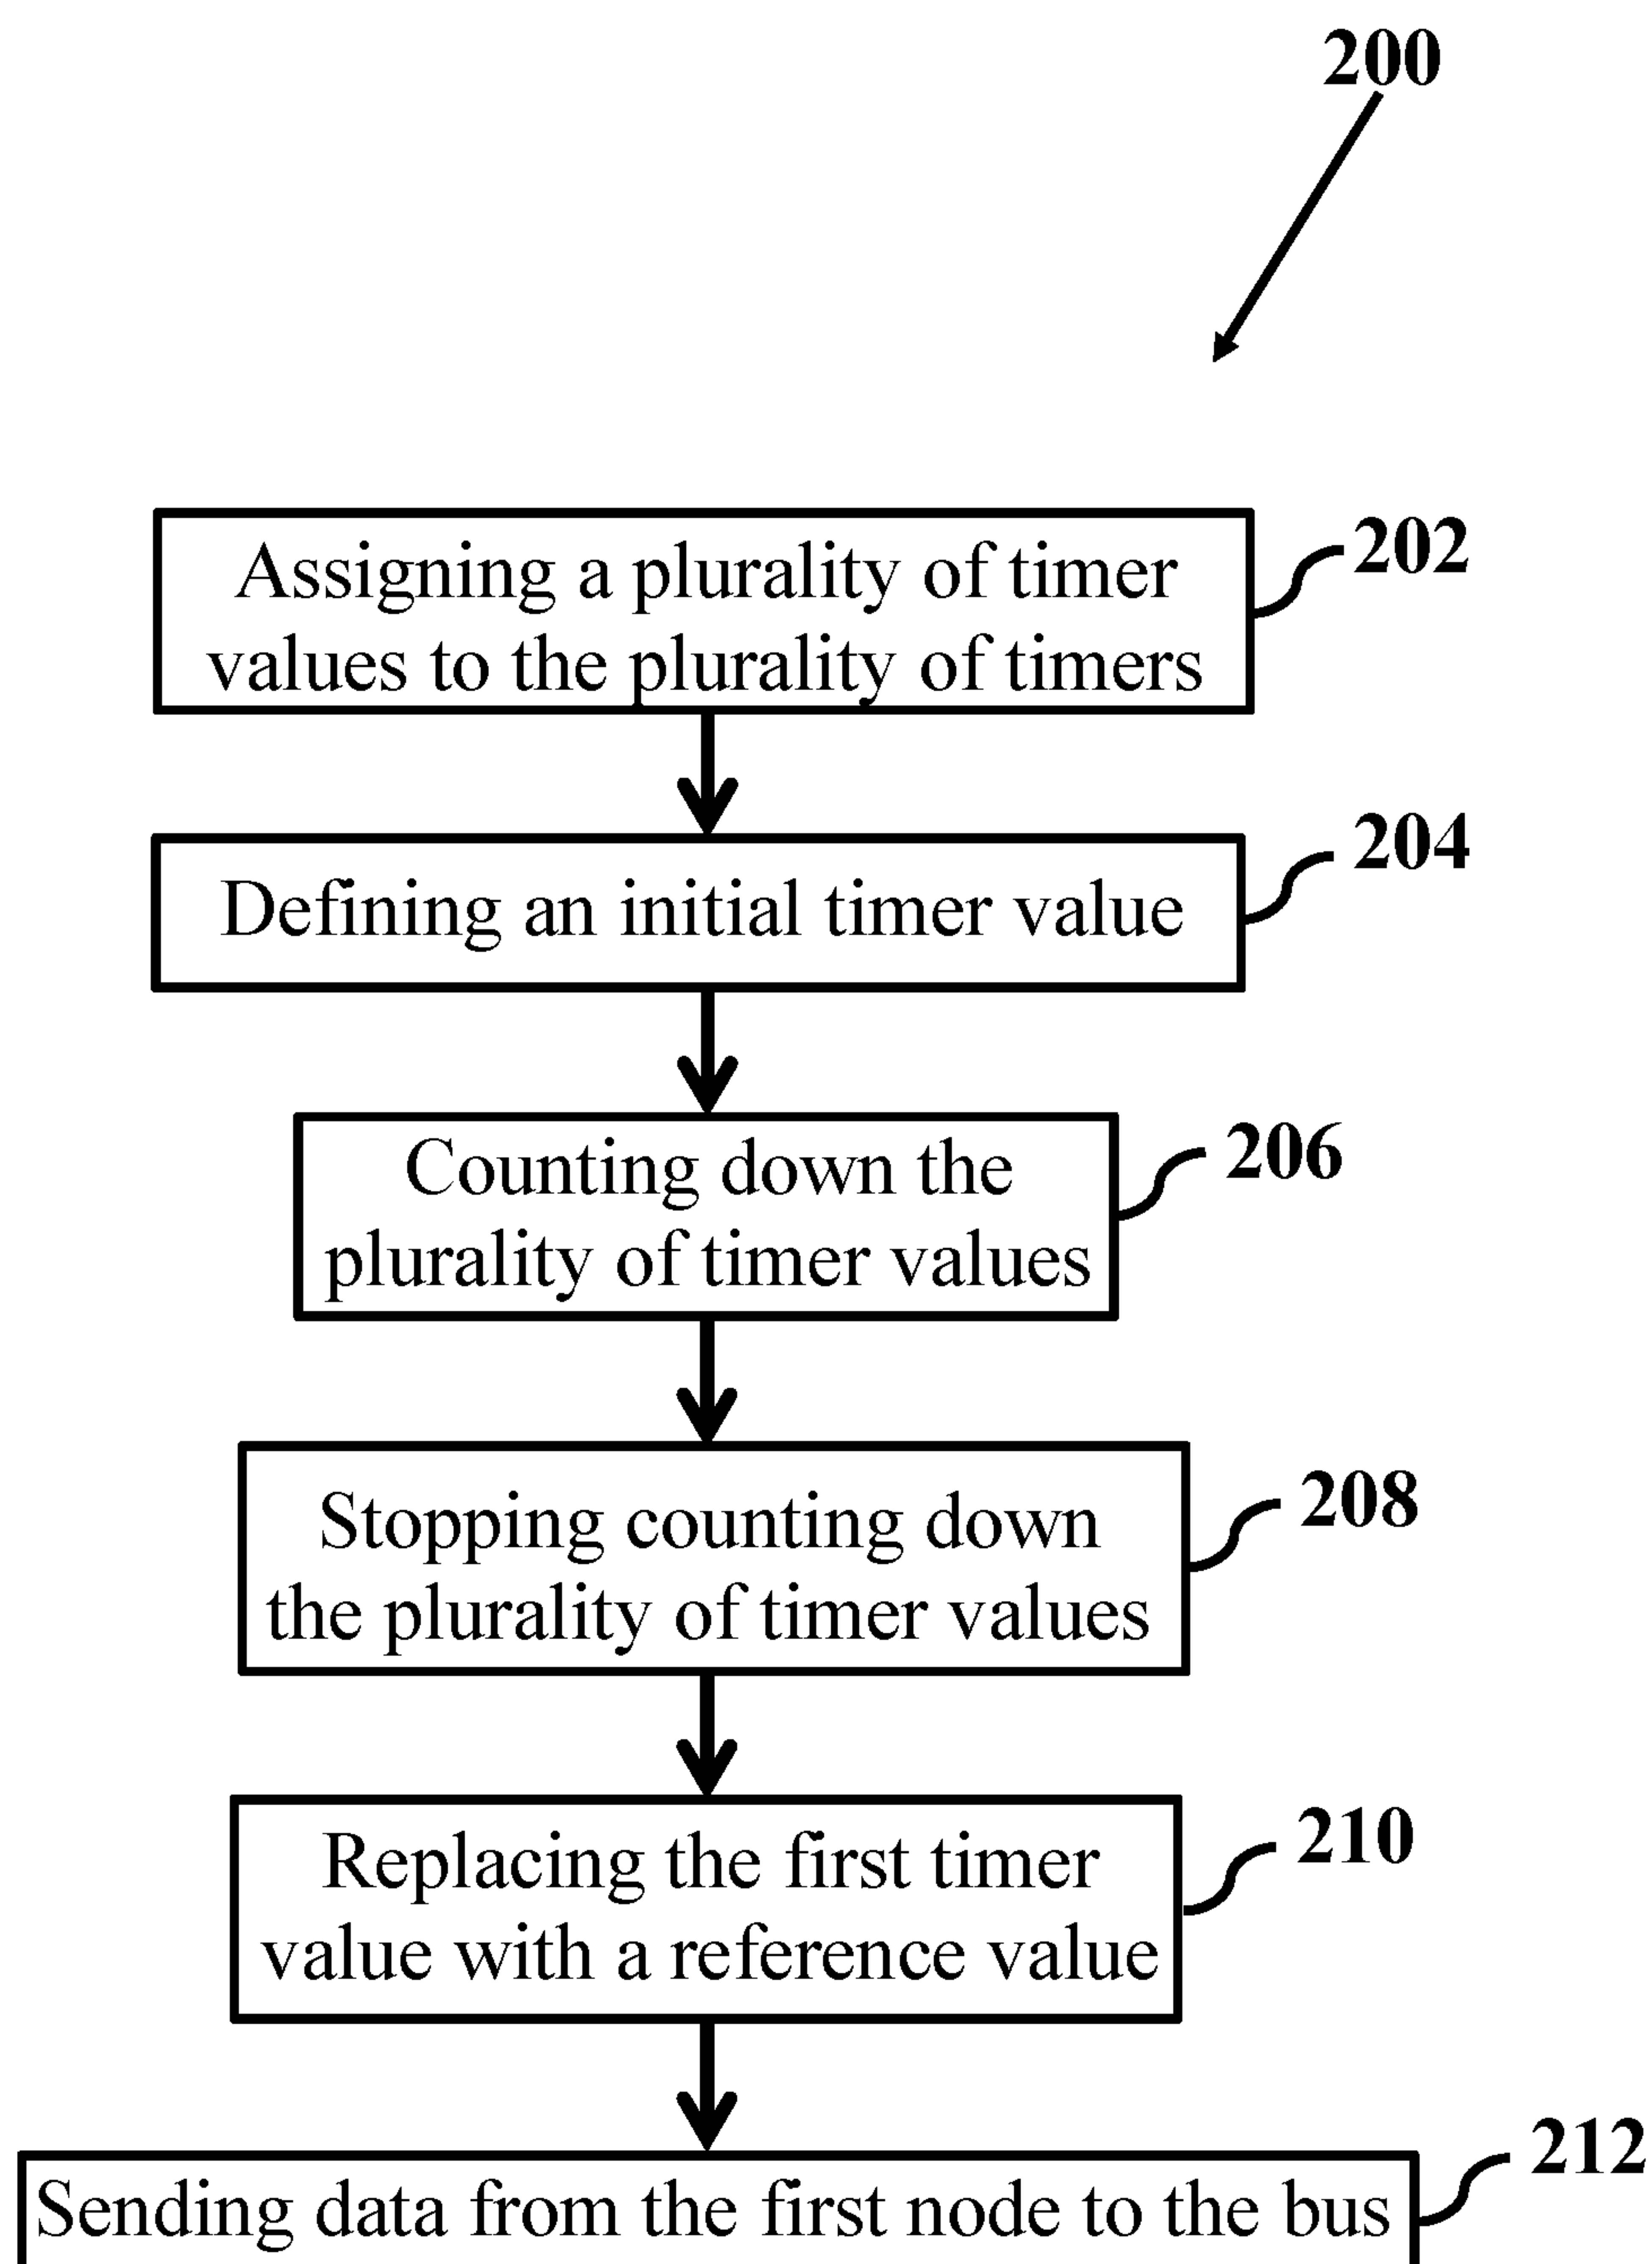 200
Assigning a plurality of timer
values to the plurality of timers
202
Defining an initial timer value
204
Counting down the
plurality of timer values
206
Stopping counting down
the plurality of timer values
208
Replacing the first timer
value with a reference value
210
Sending data from the first node to the bus
212